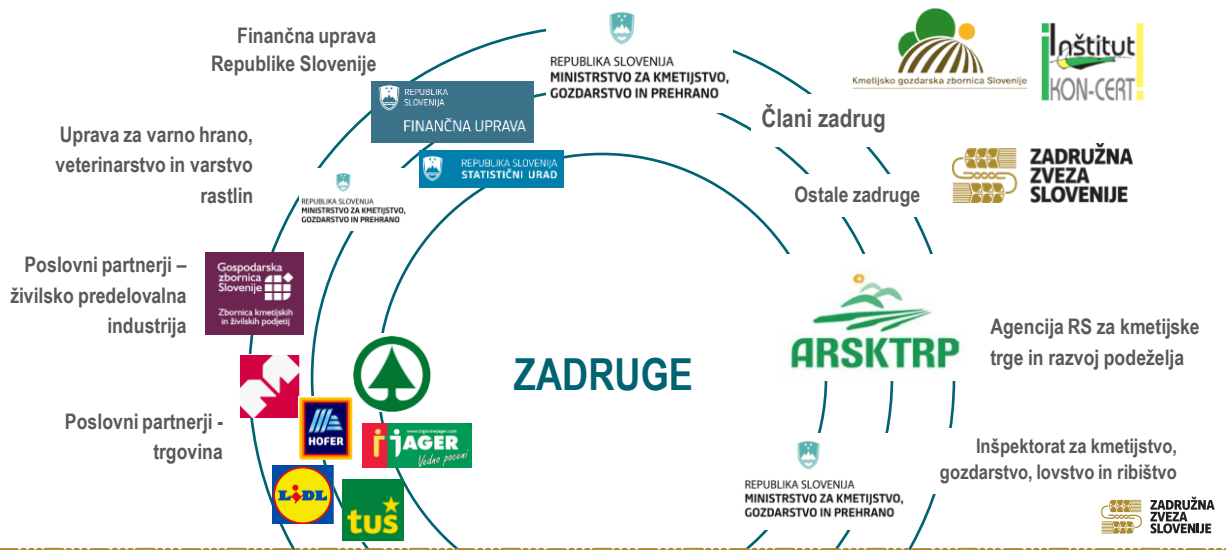 Finančna uprava
Republike Slovenije
REPUBLIKA
SLOVENIJA
FINANČNA UPRAVA
REPUBLIKA SLOVENIJA
MINISTRSTVO ZA KMETIJSTVO,
GOZDARSTVO IN PREHRANO
Kmetijsko gozdarska zbornica Slovenije
Inštitut
KON-CERT
Člani zadrug
Uprava za varno hrano,
veterinarstvo in varstvo
rastlin
REPUBLIKA SLOVENIJA
STATISTIČNI URAD
REPUBLIKA SLOVENIJA
MINISTRSTVO ZA KMETIJSTVO,
GOZDARSTVO IN PREHRANO
Ostale zadruge
ZADRUŽNA
ZVEZA
SLOVENIJE
Poslovni partnerji –
živilsko predelovalna
industrija
Gospodarska
zbornica
Slovenije
Zbornica kmetijskih
in živilskih podjetij
ZADRUGE
ARSKTRP
Agencija RS za kmetijske
trge in razvoj podeželja
Poslovni partnerji -
trgovina
HOFER
www.trgovinejager.com
JAGER
Vedno poceni
LIDL
tuš
Inšpektorat za kmetijstvo,
gozdarstvo, lovstvo in ribištvo
REPUBLIKA SLOVENIJA
MINISTRSTVO ZA KMETIJSTVO,
GOZDARSTVO IN PREHRANO
ZADRUŽNA
ZVEZA
SLOVENIJE